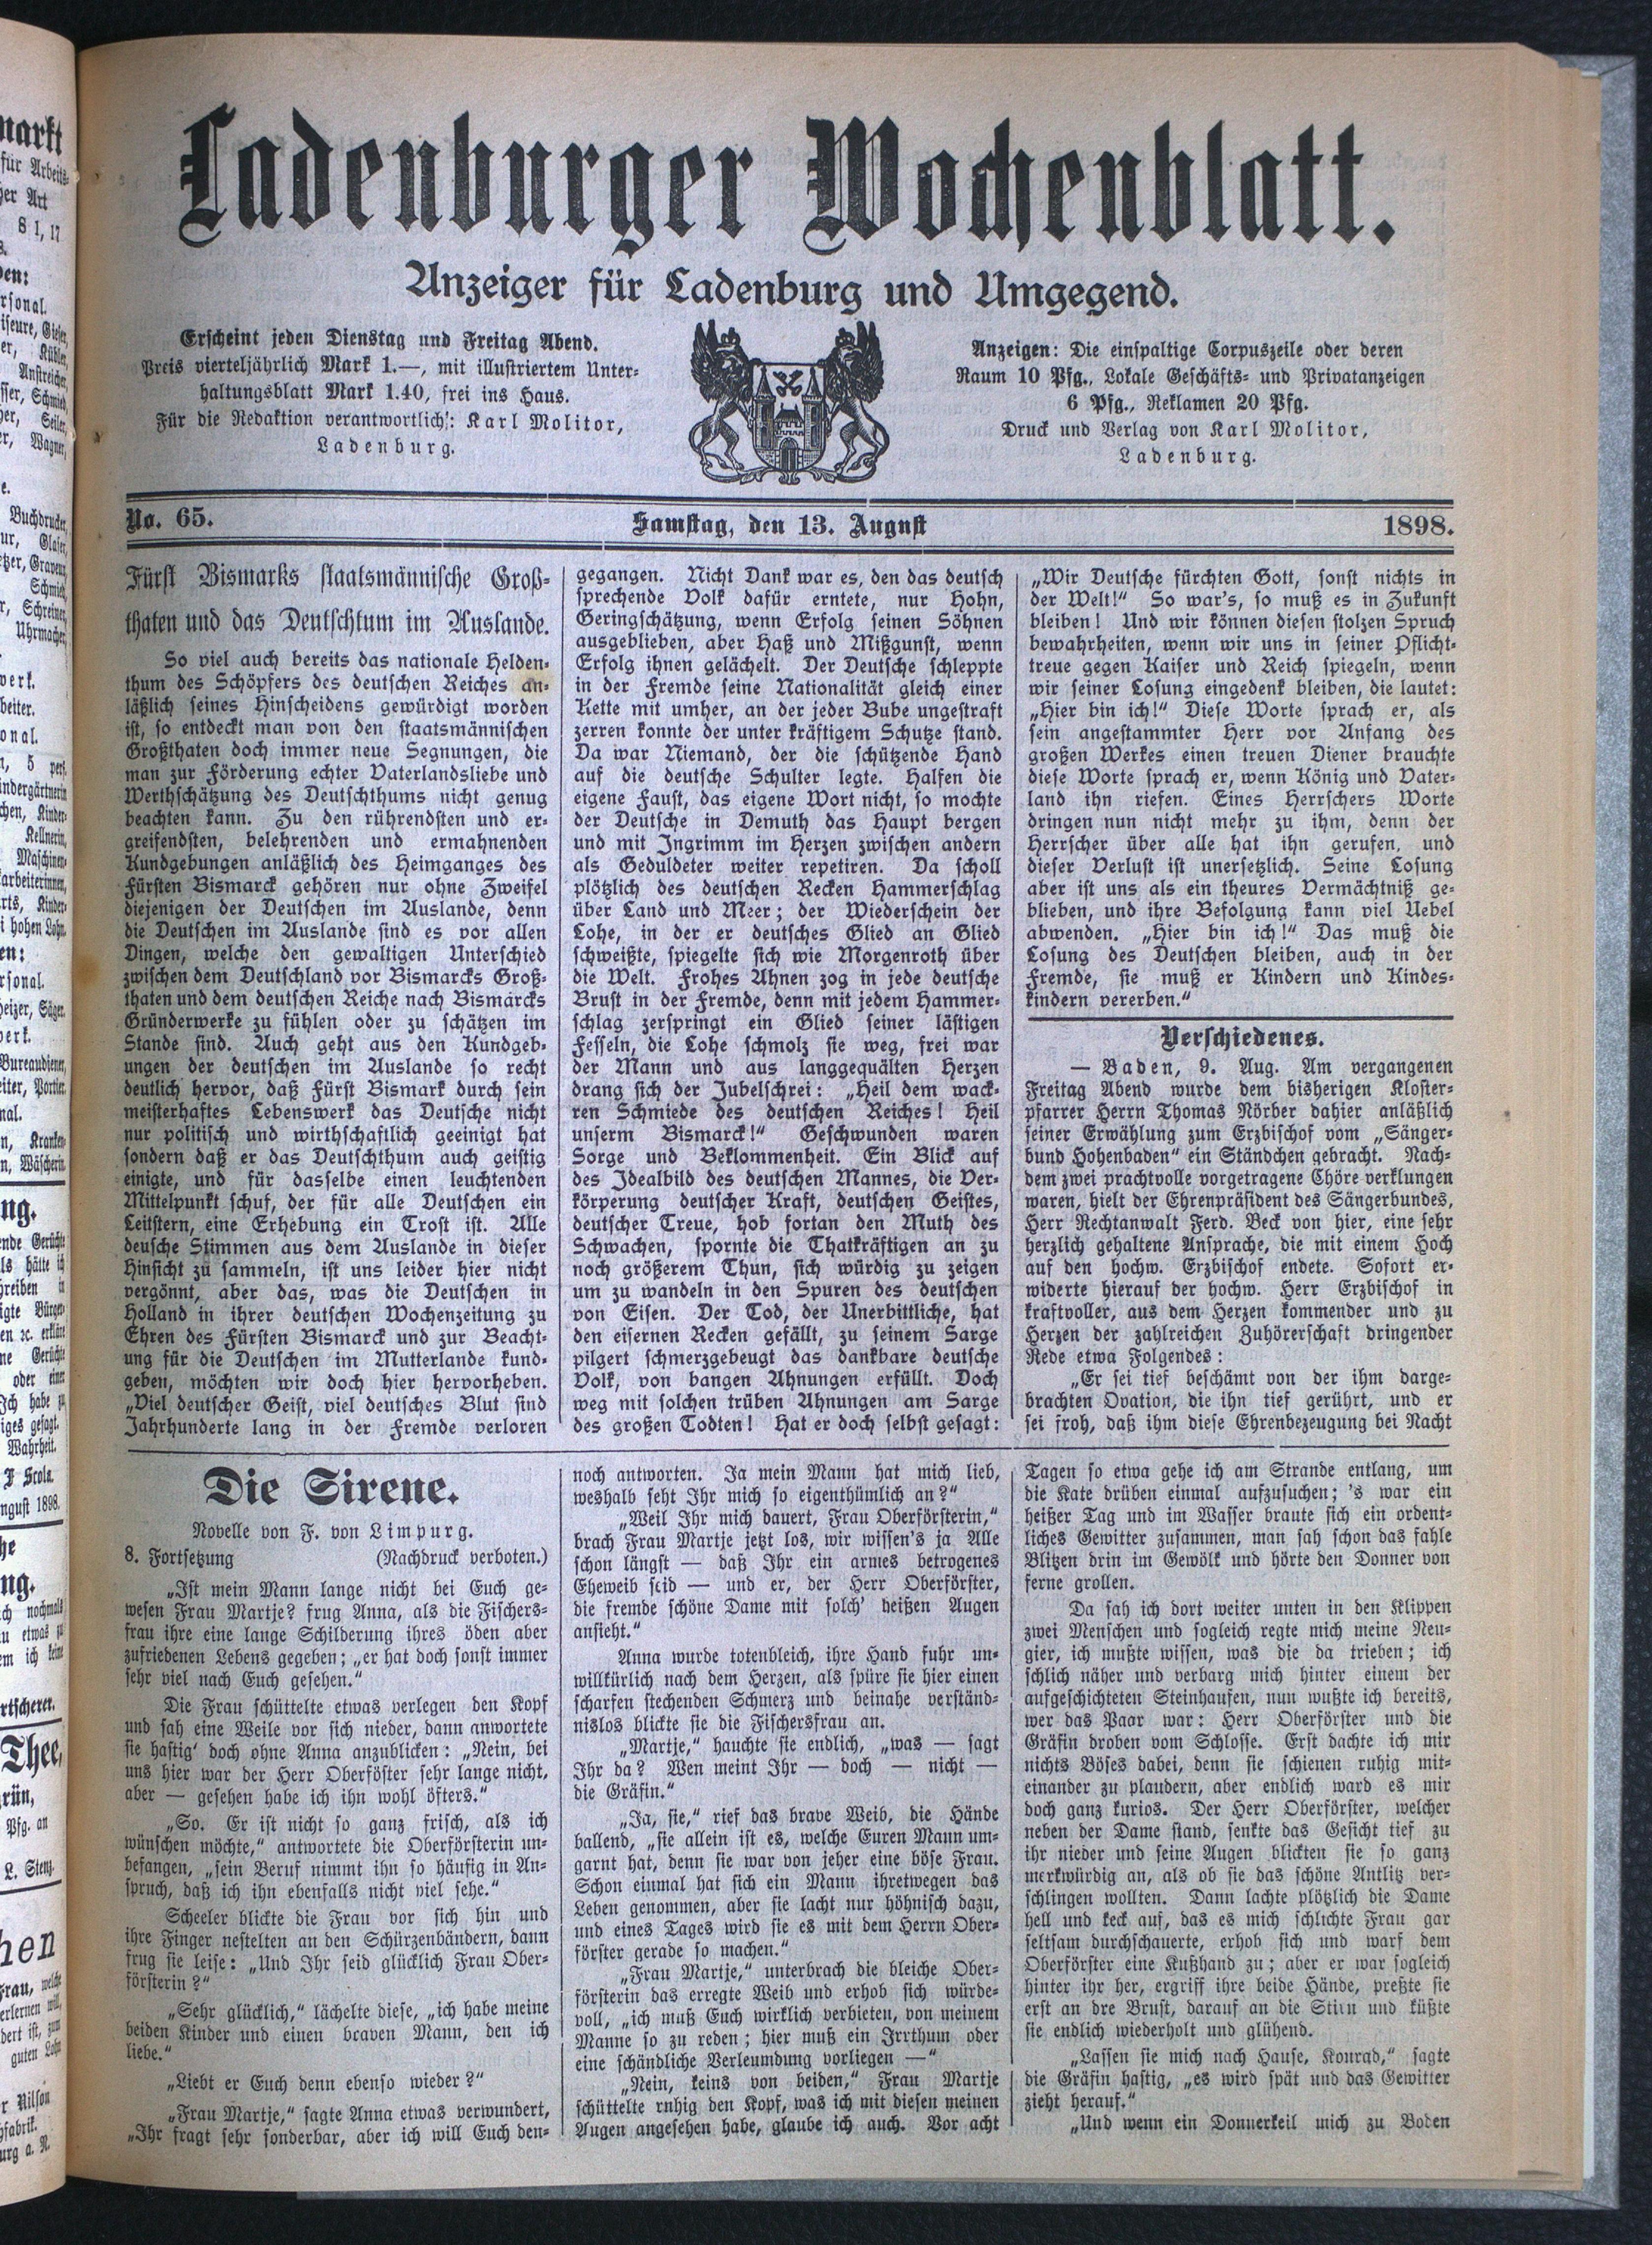 Ladenburger Wochenblatt.
Anzeiger für Ladenburg und Umgegend.
Erscheint jeden Dienstag und Freitag Abend.
Preis vierteljährlich Mark 1.—, mit illustriertem Unter-
haltungsblatt Mark 1.40, frei ins Haus.
Für die Redaktion verantwortlich: Karl Molitor,
Ladenburg.
Anzeigen: Die einspaltige Corpuszeile oder deren
Raum 10 Pfg., Lokale Geschäfts- und Privatanzeigen
6 Pfg., Reklamen 20 Pfg.
Druck und Verlag von Karl Molitor,
Ladenburg.
No. 65.
Samstag, den 13. August
1898.
Fürst Bismarks staatsmännische Groß-
thaten und das Deutschtum im Auslande.
So viel auch bereits das nationale Helden-
thum des Schöpfers des deutschen Reiches an-
läßlich seines Hinscheidens gewürdigt worden
ist, so entdeckt man von den staatsmännischen
Großthaten doch immer neue Segnungen, die
man zur Förderung echter Vaterlandsliebe und
Werthschätzung des Deutschthums nicht genug
beachten kann. Zu den rührendsten und er-
greifendsten, belehrenden und ermahnenden
Kundgebungen anläßlich des Heimganges des
Fürsten Bismarck gehören nur ohne Zweifel
diejenigen der Deutschen im Auslande, denn
die Deutschen im Auslande sind es vor allen
Dingen, welche den gewaltigen Unterschied
zwischen dem Deutschland vor Bismarcks Groß-
thaten und dem deutschen Reiche nach Bismarcks
Gründerwerke zu fühlen oder zu schätzen im
Stande sind. Auch geht aus den Kundgeb-
ungen der deutschen im Auslande so recht
deutlich hervor, daß Fürst Bismark durch sein
meisterhaftes Lebenswerk das Deutsche nicht
nur politisch und wirthschaftlich geeinigt hat
sondern daß er das Deutschthum auch geistig
einigte, und für dasselbe einen leuchtenden
Mittelpunkt schuf, der für alle Deutschen ein
Leitstern, eine Erhebung ein Trost ist. Alle
deusche Stimmen aus dem Auslande in dieser
Hinsicht zu sammeln, ist uns leider hier nicht
vergönnt, aber das, was die Deutschen in
Holland in ihrer deutschen Wochenzeitung zu
Ehren des Fürsten Bismarck und zur Beacht-
ung für die Deutschen im Mutterlande kund-
geben, möchten wir doch hier hervorheben.
„Viel deutscher Geist, viel deutsches Blut sind
Jahrhunderte lang in der Fremde verloren
gegangen. Nicht Dank war es, den das deutsch
sprechende Volk dafür erntete, nur Hohn,
Geringschätzung, wenn Erfolg seinen Söhnen
ausgeblieben, aber Haß und Mißgunst, wenn
Erfolg ihnen gelächelt. Der Deutsche schleppte
in der Fremde seine Nationalität gleich einer
Kette mit umher, an der jeder Bube ungestraft
zerren konnte der unter kräftigem Schutze stand.
Da war Niemand, der die schützende Hand
auf die deutsche Schulter legte. Halfen die
eigene Faust, das eigene Wort nicht, so mochte
der Deutsche in Demuth das Haupt bergen
und mit Ingrimm im Herzen zwischen andern
als Geduldeter weiter repetiren. Da scholl
plötzlich des deutschen Recken Hammerschlag
über Land und Meer; der Wiederschein der
Lohe, in der er deutsches Glied an Glied
schweißte, spiegelte sich wie Morgenroth über
die Welt. Frohes Ahnen zog in jede deutsche
Brust in der Fremde, denn mit jedem Hammer-
schlag zerspringt ein Glied seiner lästigen
Fesseln, die Lohe schmolz sie weg, frei war
der Mann und aus langgequälten Herzen
drang sich der Jubelschrei: „Heil dem wack-
ren Schmiede des deutschen Reiches! Heil
unserm Bismarck!“ Geschwunden waren
Sorge und Beklommenheit. Ein Blick auf
des Idealbild des deutschen Mannes, die Ver-
körperung deutscher Kraft, deutschen Geistes,
deutscher Treue, hob fortan den Muth des
Schwachen, spornte die Thatkräftigen an zu
noch größerem Thun, sich würdig zu zeigen
um zu wandeln in den Spuren des deutschen
von Eisen. Der Tod, der Unerbittliche, hat
den eisernen Recken gefällt, zu seinem Sarge
pilgert schmerzgebeugt das dankbare deutsche
Volk, von bangen Ahnungen erfüllt. Doch
weg mit solchen trüben Ahnungen am Sarge
des großen Todten! Hat er doch selbst gesagt:
„Wir Deutsche fürchten Gott, sonst nichts in
der Welt!“ So war's, so muß es in Zukunft
bleiben! Und wir können diesen stolzen Spruch
bewahrheiten, wenn wir uns in seiner Pflicht-
treue gegen Kaiser und Reich spiegeln, wenn
wir seiner Losung eingedenk bleiben, die lautet:
„Hier bin ich!“ Diese Worte sprach er, als
sein angestammter Herr vor Anfang des
großen Werkes einen treuen Diener brauchte
diese Worte sprach er, wenn König und Vater-
land ihn riefen. Eines Herrschers Worte
dringen nun nicht mehr zu ihm, denn der
Herrscher über alle hat ihn gerufen, und
dieser Verlust ist unersetzlich. Seine Losung
aber ist uns als ein theures Vermächtniß ge-
blieben, und ihre Befolgung kann viel Uebel
abwenden. „Hier bin ich!“ Das muß die
Losung des Deutschen bleiben, auch in der
Fremde, sie muß er Kindern und Kindes-
kindern vererben.“
Verschiedenes.
— Baden, 9. Aug. Am vergangenen
Freitag Abend wurde dem bisherigen Kloster-
pfarrer Herrn Thomas Nörber dahier anläßlich
seiner Erwählung zum Erzbischof vom „Sänger-
bund Hohenbaden“ ein Ständchen gebracht. Nach-
dem zwei prachtvolle vorgetragene Chöre verklungen
waren, hielt der Ehrenpräsident des Sängerbundes,
Herr Rechtanwalt Ferd. Beck von hier, eine sehr
herzlich gehaltene Ansprache, die mit einem Hoch
auf den hochw. Erzbischof endete. Sofort er-
widerte hierauf der hochw. Herr Erzbischof in
kraftvoller, aus dem Herzen kommender und zu
Herzen der zahlreichen Zuhörerschaft dringender
Rede etwa Folgendes:
„Er sei tief beschämt von der ihm darge-
brachten Ovation, die ihn tief gerührt, und er
sei froh, daß ihm diese Ehrenbezeugung bei Nacht
Die Sirene.
Novelle von F. von Limpurg.
8. Fortsetzung (Nachdruck verboten.)
„Ist mein Mann lange nicht bei Euch ge-
wesen Frau Martje? frug Anna, als die Fischers-
frau ihre eine lange Schilderung ihres öden aber
zufriedenen Lebens gegeben; „er hat doch sonst immer
sehr viel nach Euch gesehen.“
Die Frau schüttelte etwas verlegen den Kopf
und sah eine Weile vor sich nieder, dann anwortete
sie hastig' doch ohne Anna anzublicken: „Nein, bei
uns hier war der Herr Oberföster sehr lange nicht,
aber — gesehen habe ich ihn wohl öfters.“
„So. Er ist nicht so ganz frisch, als ich
wünschen möchte,“ antwortete die Oberförsterin un-
befangen, „sein Beruf nimmt ihn so häufig in An-
spruch, daß ich ihn ebenfalls nicht viel sehe.“
Scheeler blickte die Frau vor sich hin und
ihre Finger nestelten an den Schürzenbändern, dann
frug sie leise: „Und Ihr seid glücklich Frau Ober-
försterin?“
„Sehr glücklich,“ lächelte diese, „ich habe meine
beiden Kinder und einen braven Mann, den ich
liebe.“
„Liebt er Euch denn ebenso wieder?“
„Frau Martje,“ sagte Anna etwas verwundert,
„Ihr fragt sehr sonderbar, aber ich will Euch den-
noch antworten. Ja mein Mann hat mich lieb,
weshalb seht Ihr mich so eigenthümlich an?“
„Weil Ihr mich dauert, Frau Oberförsterin,“
brach Frau Martje jetzt los, wir wissen's ja Alle
schon längst — daß Ihr ein armes betrogenes
Eheweib seid — und er, der Herr Oberförster,
die fremde schöne Dame mit solch' heißen Augen
ansieht.“
Anna wurde totenbleich, ihre Hand fuhr un-
willkürlich nach dem Herzen, als spüre sie hier einen
scharfen stechenden Schmerz und beinahe verständ-
nislos blickte sie die Fischersfrau an.
„Martje,“ hauchte sie endlich, „was — sagt
Ihr da? Wen meint Ihr — doch — nicht —
die Gräfin.“
„Ja, sie,“ rief das brave Weib, die Hände
ballend, „sie allein ist es, welche Euren Mann um-
garnt hat, denn sie war von jeher eine böse Frau.
Schon einmal hat sich ein Mann ihretwegen das
Leben genommen, aber sie lacht nur höhnisch dazu,
und eines Tages wird sie es mit dem Herrn Ober-
förster gerade so machen.“
„Frau Martje,“ unterbrach die bleiche Ober-
försterin das erregte Weib und erhob sich würde-
voll, „ich muß Euch wirklich verbieten, von meinem
Manne so zu reden; hier muß ein Irrthum oder
eine schändliche Verleumdung vorliegen —“
„Nein, keins von beiden,“ Frau Martje
schüttelte ruhig den Kopf, was ich mit diesen meinen
Augen angesehen habe, glaube ich auch. Vor acht
Tagen so etwa gehe ich am Strande entlang, um
die Kate drüben einmal aufzusuchen; 's war ein
heißer Tag und im Wasser braute sich ein ordent-
liches Gewitter zusammen, man sah schon das fahle
Blitzen drin im Gewölk und hörte den Donner von
ferne grollen.
Da sah ich dort weiter unten in den Klippen
zwei Menschen und sogleich regte mich meine Neu-
gier, ich mußte wissen, was die da trieben; ich
schlich näher und verbarg mich hinter einem der
aufgeschichteten Steinhaufen, nun wußte ich bereits,
wer das Paar war: Herr Oberförster und die
Gräfin droben vom Schlosse. Erst dachte ich mir
nichts Böses dabei, denn sie schienen ruhig mit-
einander zu plaudern, aber endlich ward es mir
doch ganz kurios. Der Herr Oberförster, welcher
neben der Dame stand, senkte das Gesicht tief zu
ihr nieder und seine Augen blickten sie so ganz
merkwürdig an, als ob sie das schöne Antlitz ver-
schlingen wollten. Dann lachte plötzlich die Dame
hell und keck auf, das es mich schlichte Frau gar
seltsam durchschauerte, erhob sich und warf dem
Oberförster eine Kußhand zu; aber er war sogleich
hinter ihr her, ergriff ihre beide Hände, preßte sie
erst an dre Brust, darauf an die Stirn und küßte
sie endlich wiederholt und glühend.
„Lassen sie mich nach Hause, Konrad,“ sagte
die Gräfin hastig, „es wird spät und das Gewitter
zieht herauf.“
„Und wenn ein Donnerkeil mich zu Boden